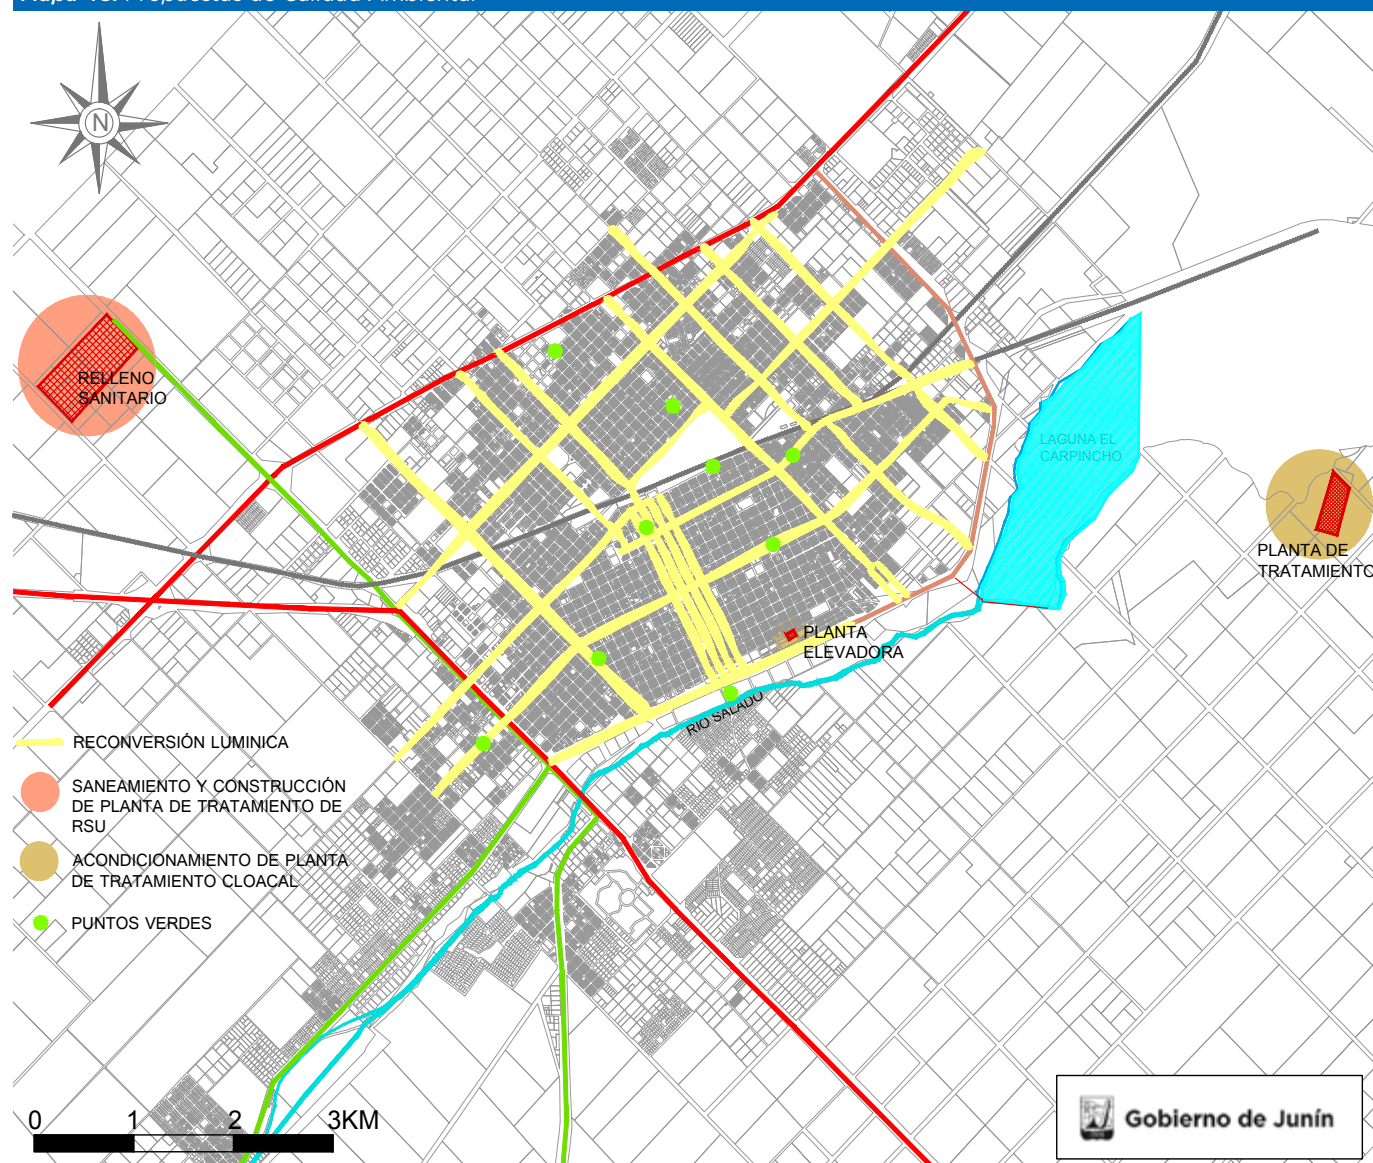 N
RELLENO
SANITARIO
LAGUNA EL
CARPINCHO
PLANTA DE
TRATAMIENTO
PLANTA
ELEVADORA
RIO SALADO
RECONVERSIÓN LUMINICA
SANEAMIENTO Y CONSTRUCCIÓN
DE PLANTA DE TRATAMIENTO DE
RSU
ACONDICIONAMIENTO DE PLANTA
DE TRATAMIENTO CLOACAL
PUNTOS VERDES
0 1 2 3KM
Gobierno de Junín